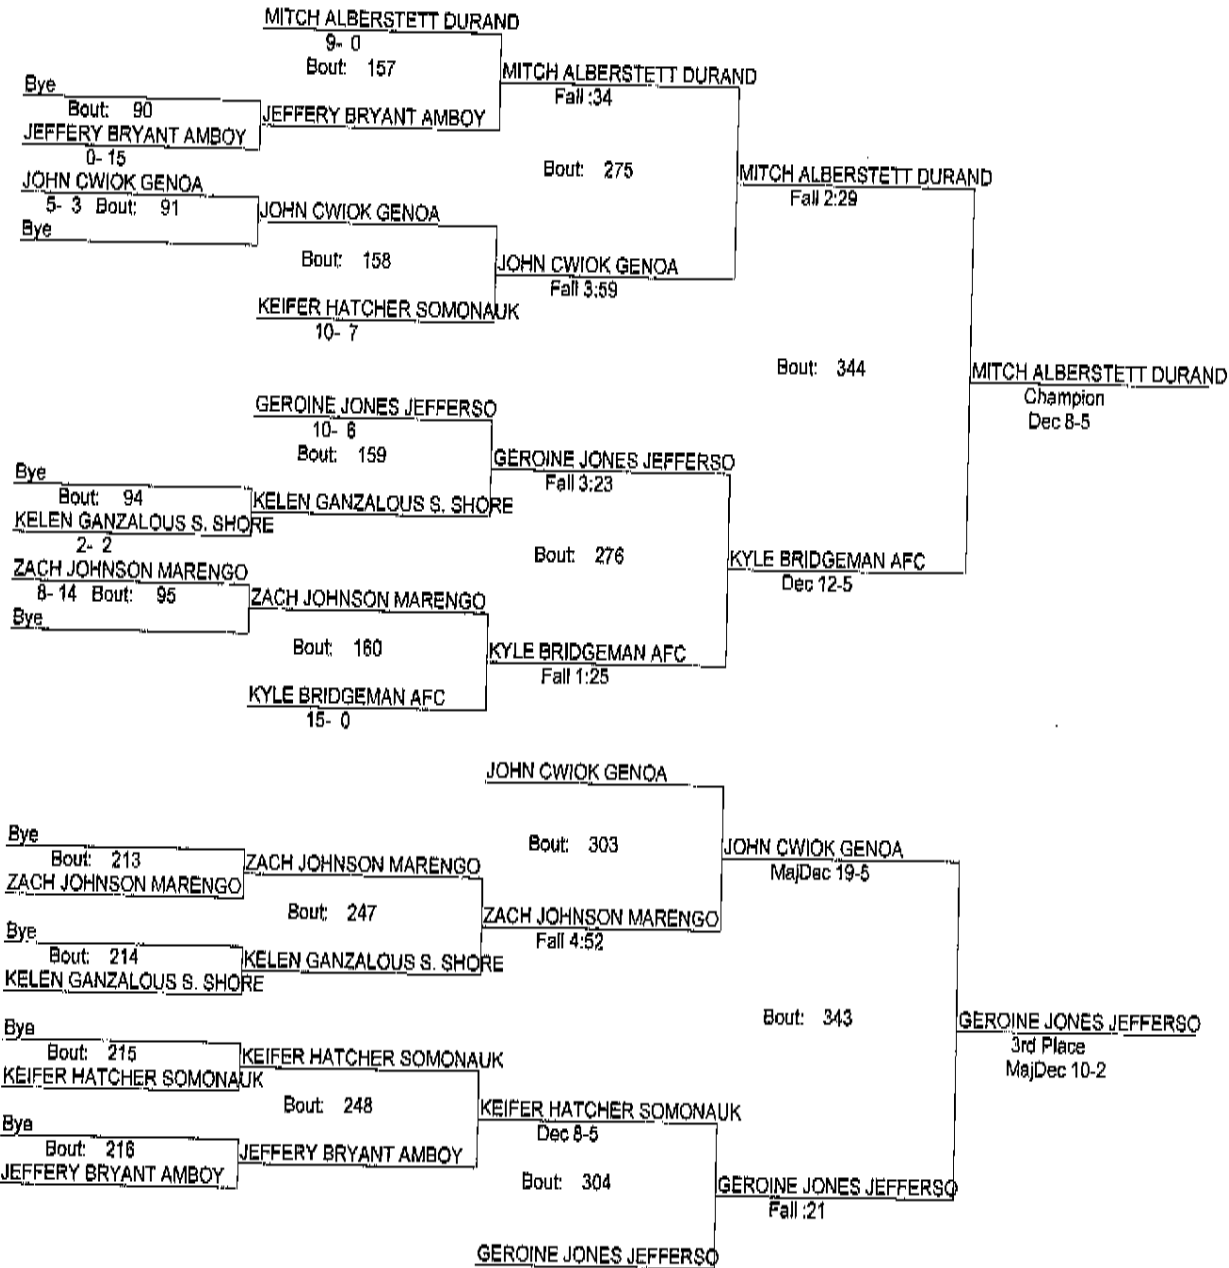 MITCH ALBERSTETT DURAND
9- 0
Bout: 157
MITCH ALBERSTETT DURAND
Fall :34
Bye
Bout: 90
JEFFERY BRYANT AMBOY
JEFFERY BRYANT AMBOY
0- 15
Bout: 275
MITCH ALBERSTETT DURAND
Fall 2:29
JOHN CWIOK GENOA
5- 3 Bout: 91
JOHN CWIOK GENOA
Bye
Bout: 158
JOHN CWIOK GENOA
Fall 3:59
KEIFER HATCHER SOMONAUK
10- 7
Bout: 344
MITCH ALBERSTETT DURAND
Champion
Dec 8-5
GEROINE JONES JEFFERSO
10- 6
Bout: 159
GEROINE JONES JEFFERSO
Fall 3:23
Bye
Bout: 94
KELEN GANZALOUS S. SHORE
KELEN GANZALOUS S. SHORE
2- 2
Bout: 276
KYLE BRIDGEMAN AFC
Dec 12-5
ZACH JOHNSON MARENGO
8- 14 Bout: 95
ZACH JOHNSON MARENGO
Bye
Bout: 160
KYLE BRIDGEMAN AFC
Fall 1:25
KYLE BRIDGEMAN AFC
15- 0
JOHN CWIOK GENOA
Bout: 303
JOHN CWIOK GENOA
MajDec 19-5
Bye
Bout: 213
ZACH JOHNSON MARENGO
ZACH JOHNSON MARENGO
Bout: 247
ZACH JOHNSON MARENGO
Fall 4:52
Bye
Bout: 214
KELEN GANZALOUS S. SHORE
KELEN GANZALOUS S. SHORE
Bout: 343
GEROINE JONES JEFFERSO
3rd Place
MajDec 10-2
Bye
Bout: 215
KEIFER HATCHER SOMONAUK
KEIFER HATCHER SOMONAUK
Bout: 248
KEIFER HATCHER SOMONAUK
Dec 8-5
Bye
Bout: 216
JEFFERY BRYANT AMBOY
JEFFERY BRYANT AMBOY
Bout: 304
GEROINE JONES JEFFERSO
Fall :21
GEROINE JONES JEFFERSO